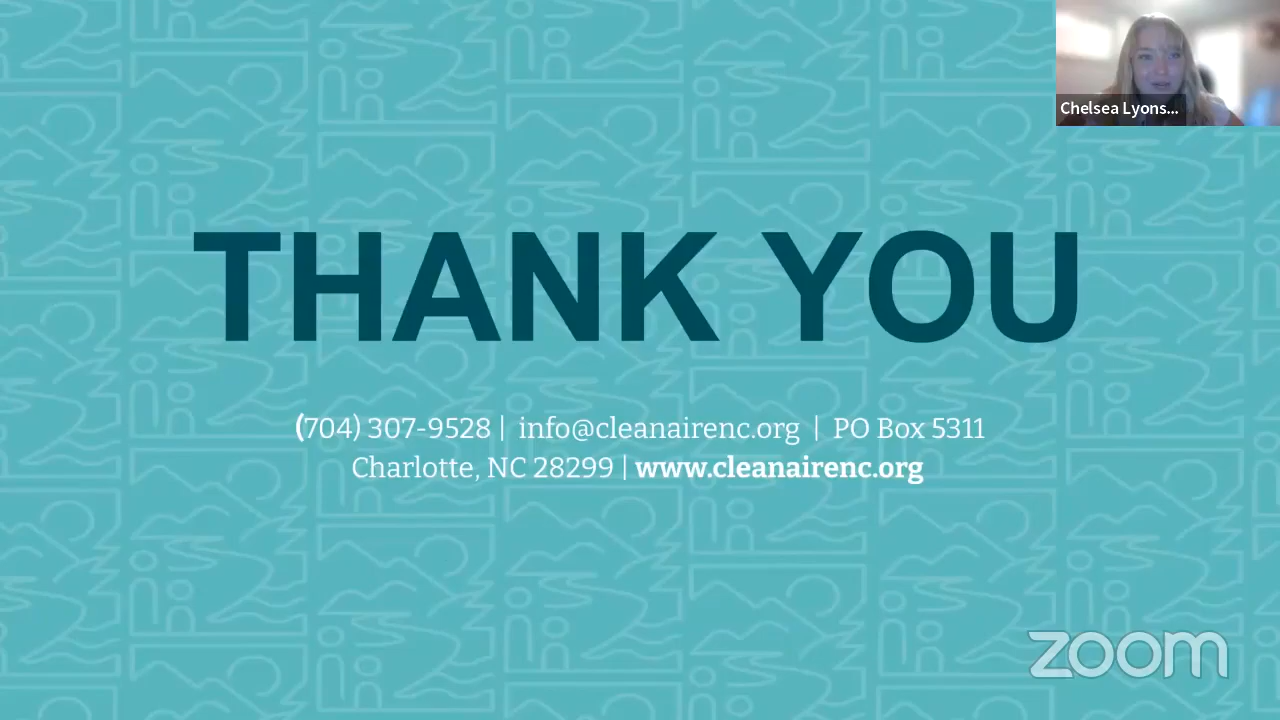 Chelsea Lyons...
THANK YOU
(704) 307-9528 | info@cleanairenc.org | PO Box 5311
Charlotte, NC 28299 | www.cleanairenc.org
zoom